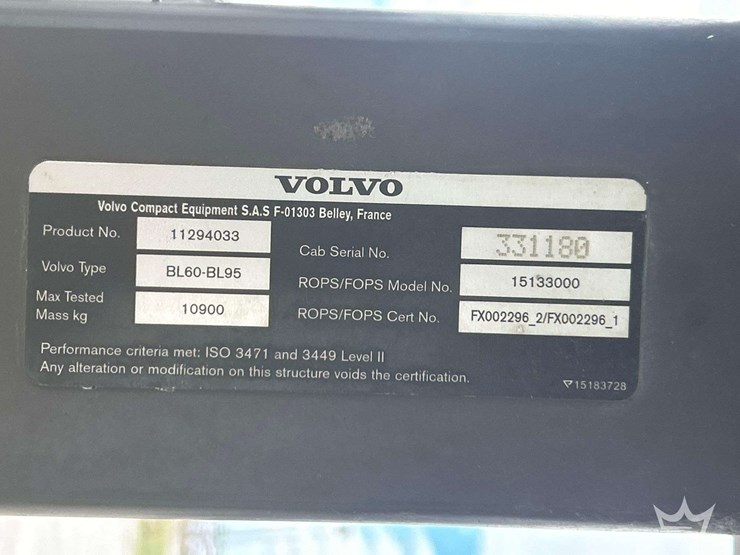 VOLVO
Volvo Compact Equipment S.A.S F-01303 Belley, France
Product No. 11294033
Volvo Type BL60-BL95
Max Tested
Mass kg 10900
Cab Serial No. 331180
ROPS/FOPS Model No. 15133000
ROPS/FOPS Cert No. FX002296_2/FX002296_1
Performance criteria met: ISO 3471 and 3449 Level II
Any alteration or modification on this structure voids the certification.
15183728